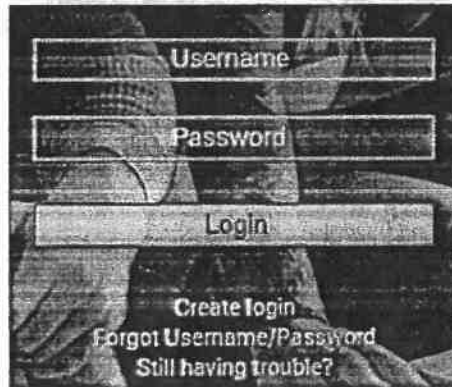 Username
Password
Login
Create login
Forgot Username/Password
Still having trouble?